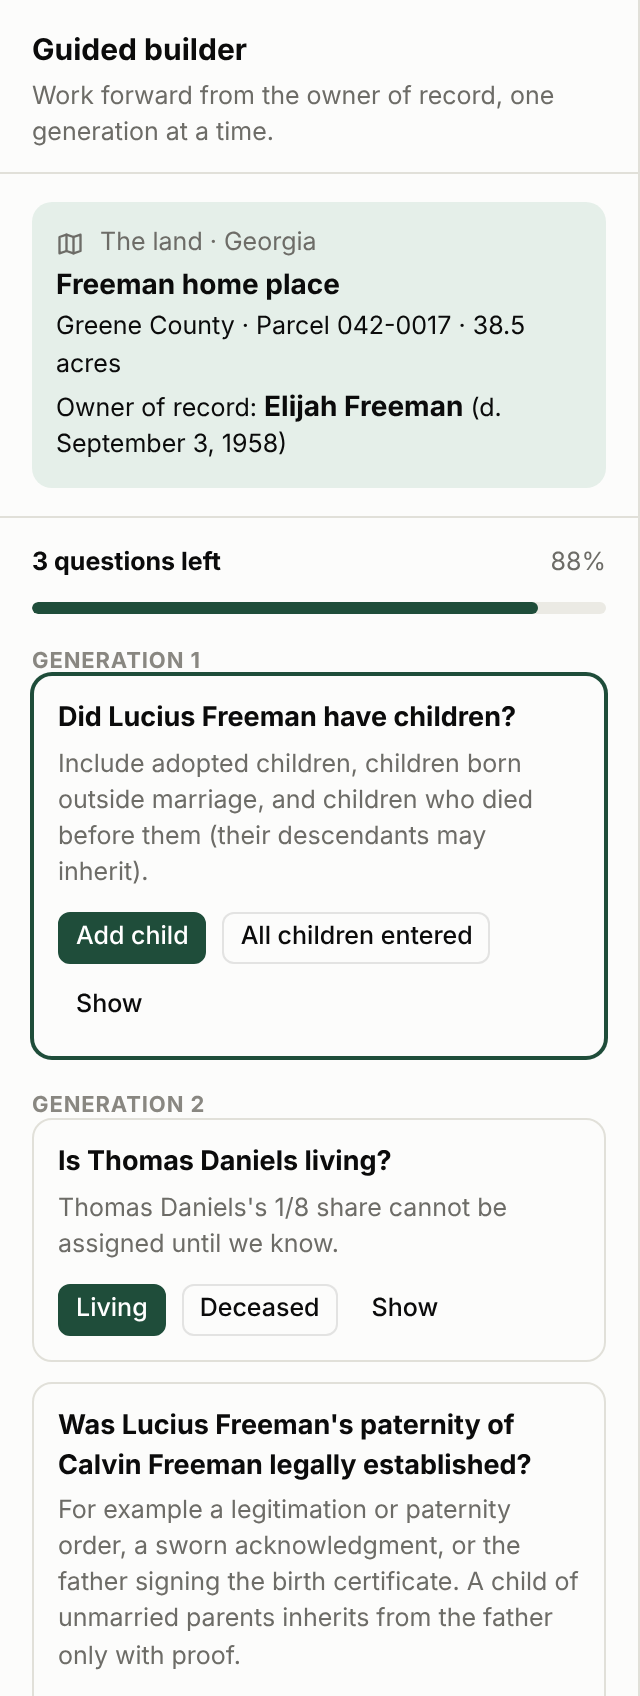 Guided builder
Work forward from the owner of record, one
generation at a time.
The land · Georgia
Freeman home place
Greene County · Parcel 042-0017 · 38.5
acres
Owner of record: Elijah Freeman (d.
September 3, 1958)
3 questions left 88%
GENERATION 1
Did Lucius Freeman have children?
Include adopted children, children born
outside marriage, and children who died
before them (their descendants may
inherit).
Add child All children entered
Show
GENERATION 2
Is Thomas Daniels living?
Thomas Daniels's 1/8 share cannot be
assigned until we know.
Living Deceased Show
Was Lucius Freeman's paternity of
Calvin Freeman legally established?
For example a legitimation or paternity
order, a sworn acknowledgment, or the
father signing the birth certificate. A child of
unmarried parents inherits from the father
only with proof.